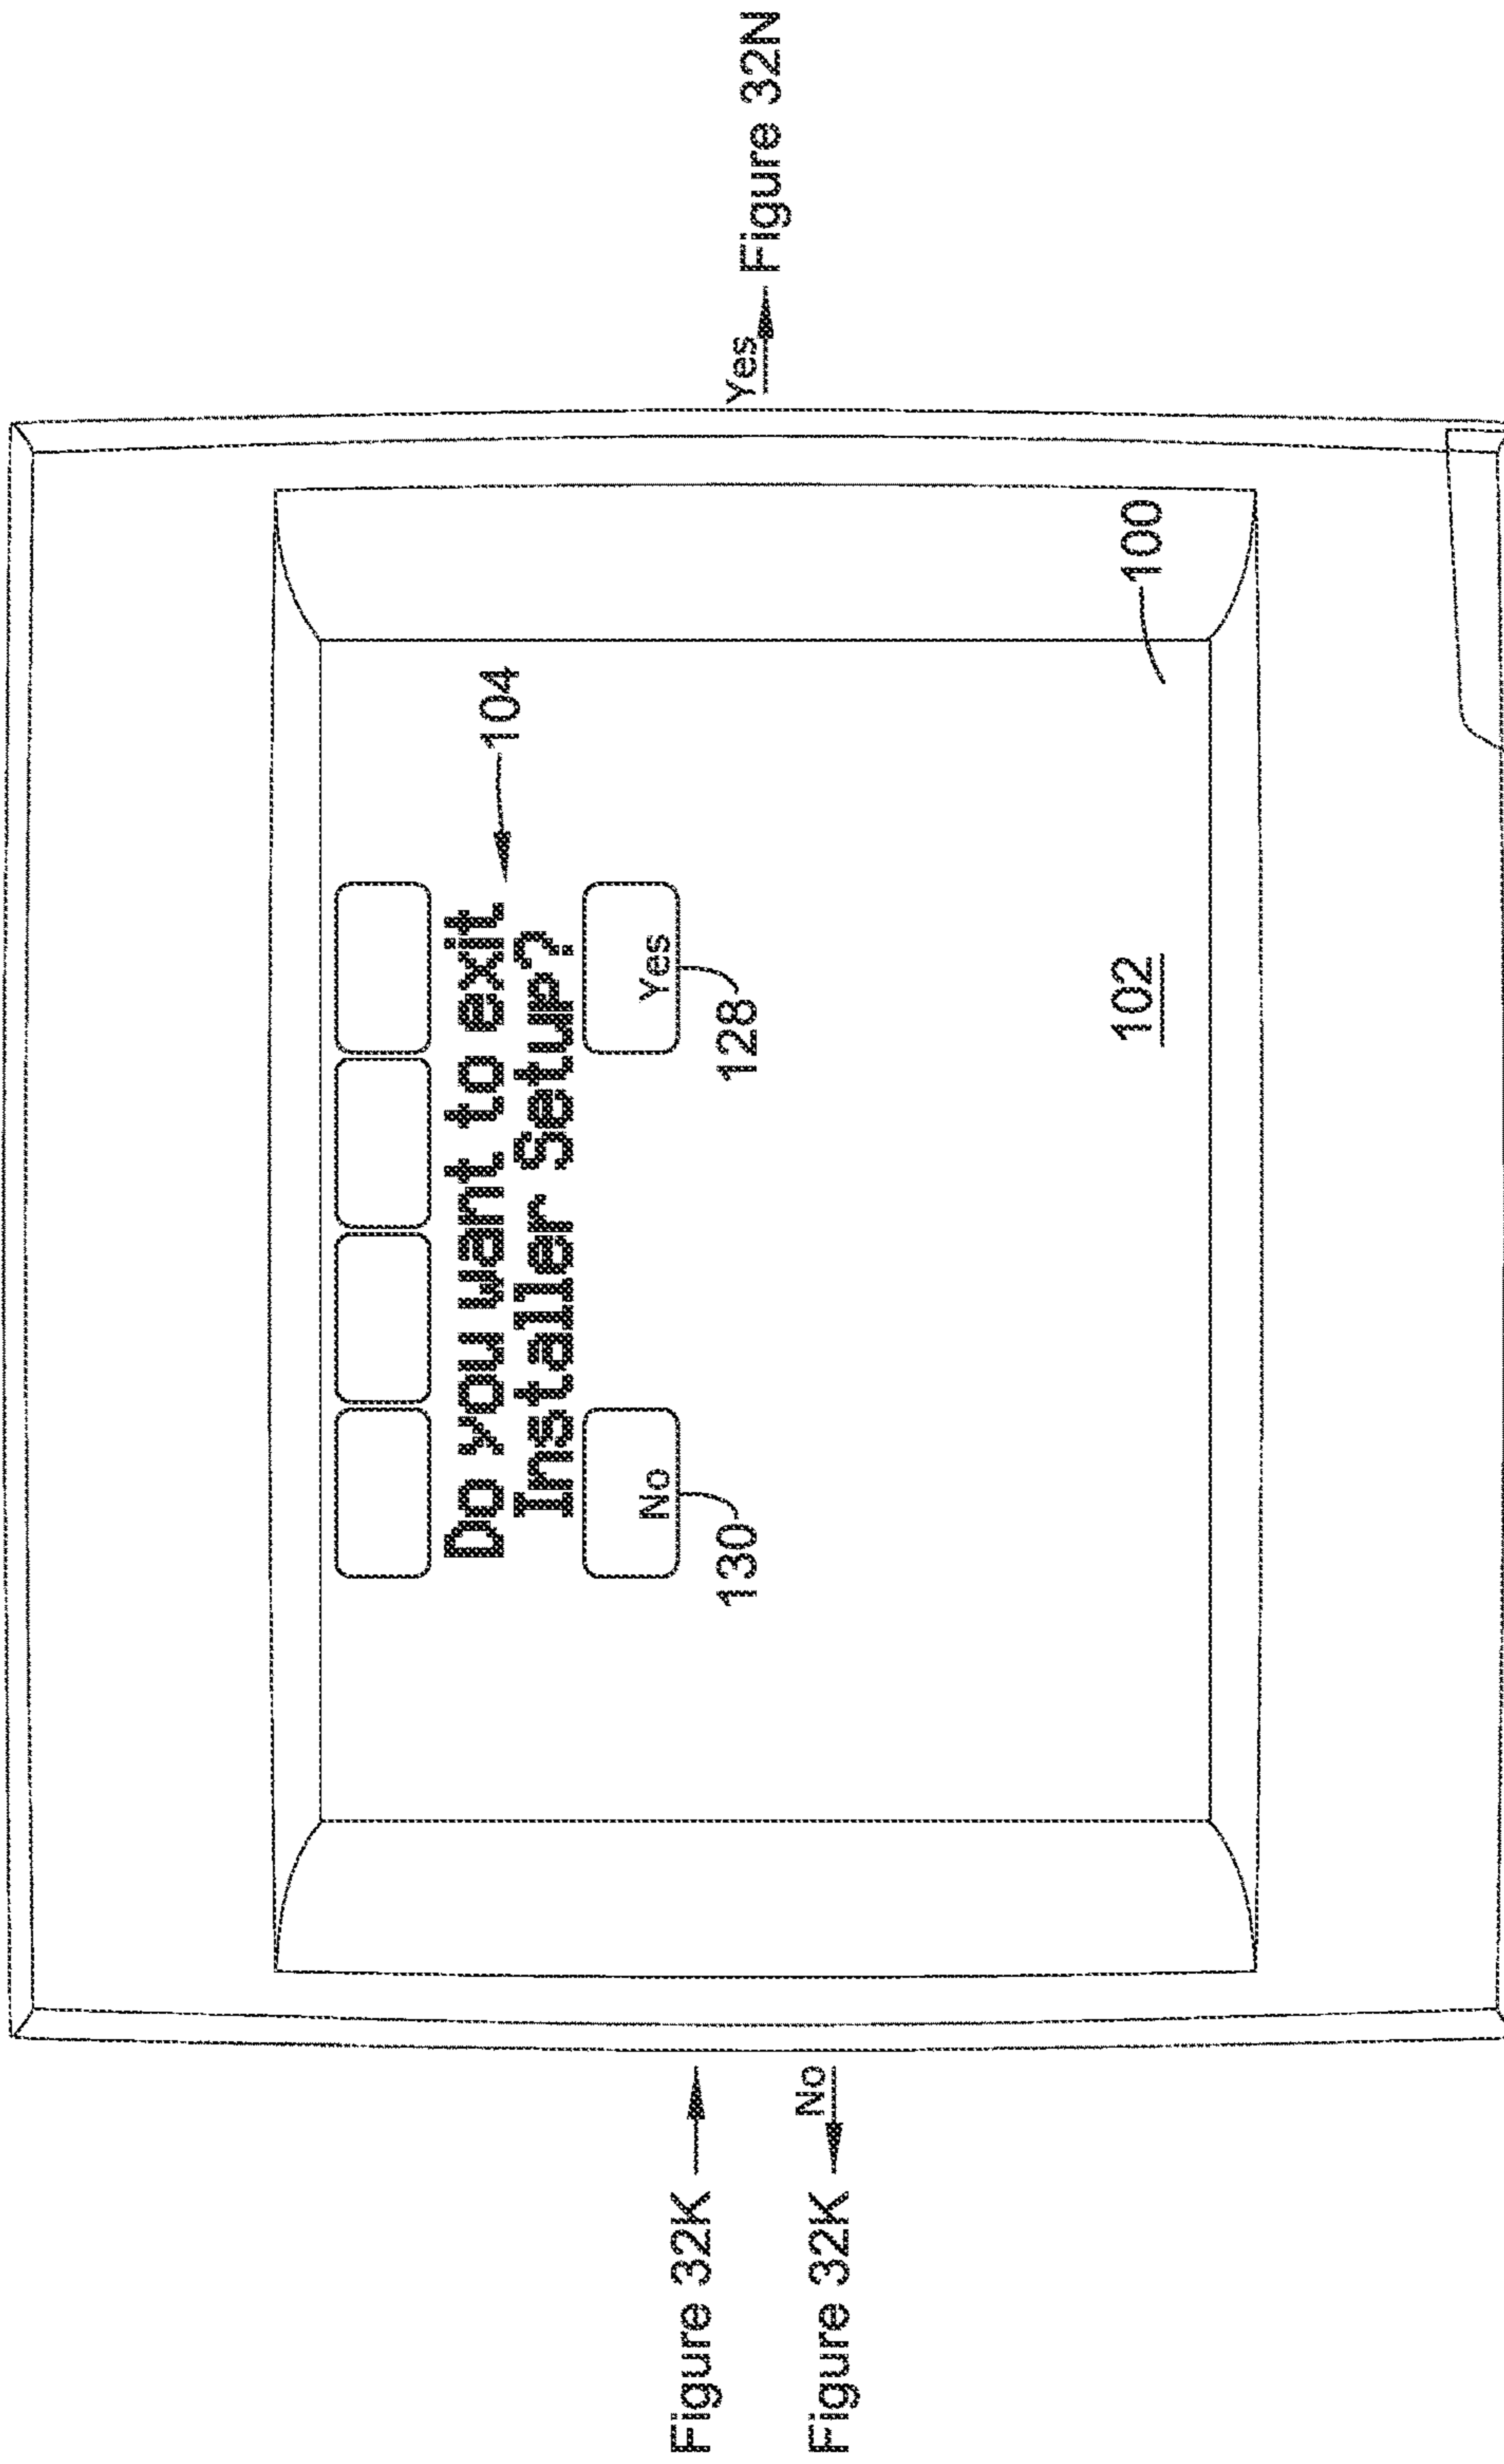 Do you want to exit
Installer Setup?
104
No
Yes
130
128
Figure 32K
Yes
Figure 32N
No
Figure 32K
102
100